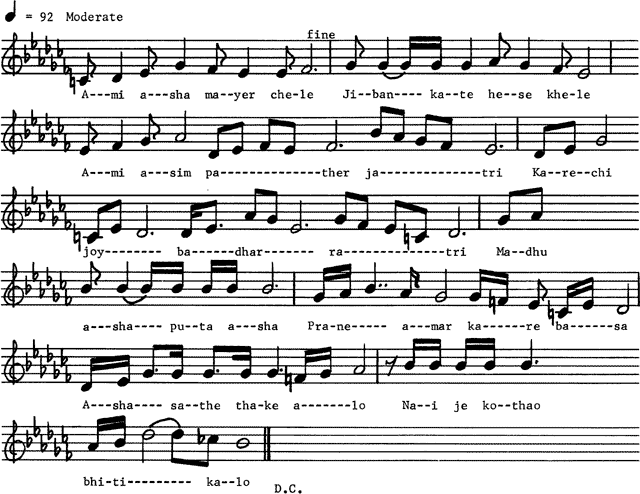 = 92 Moderate
fine
A---mi a---sha ma--yer che-le Ji--ban---- ka--te he--se khe-le
A---mi a---sim pa------------ther ja-----------tri Ka--re-chi
joy-------- ba-----dhar------- ra-------------tri Ma--dhu
a---sha---- pu--ta a--sha Pra-ne----- a--mar ka----re ba-----sa
A---sha---- sa--the tha-ke a-------lo Na--i je ko--thao
bhi-ti---------- ka--lo
D.C.